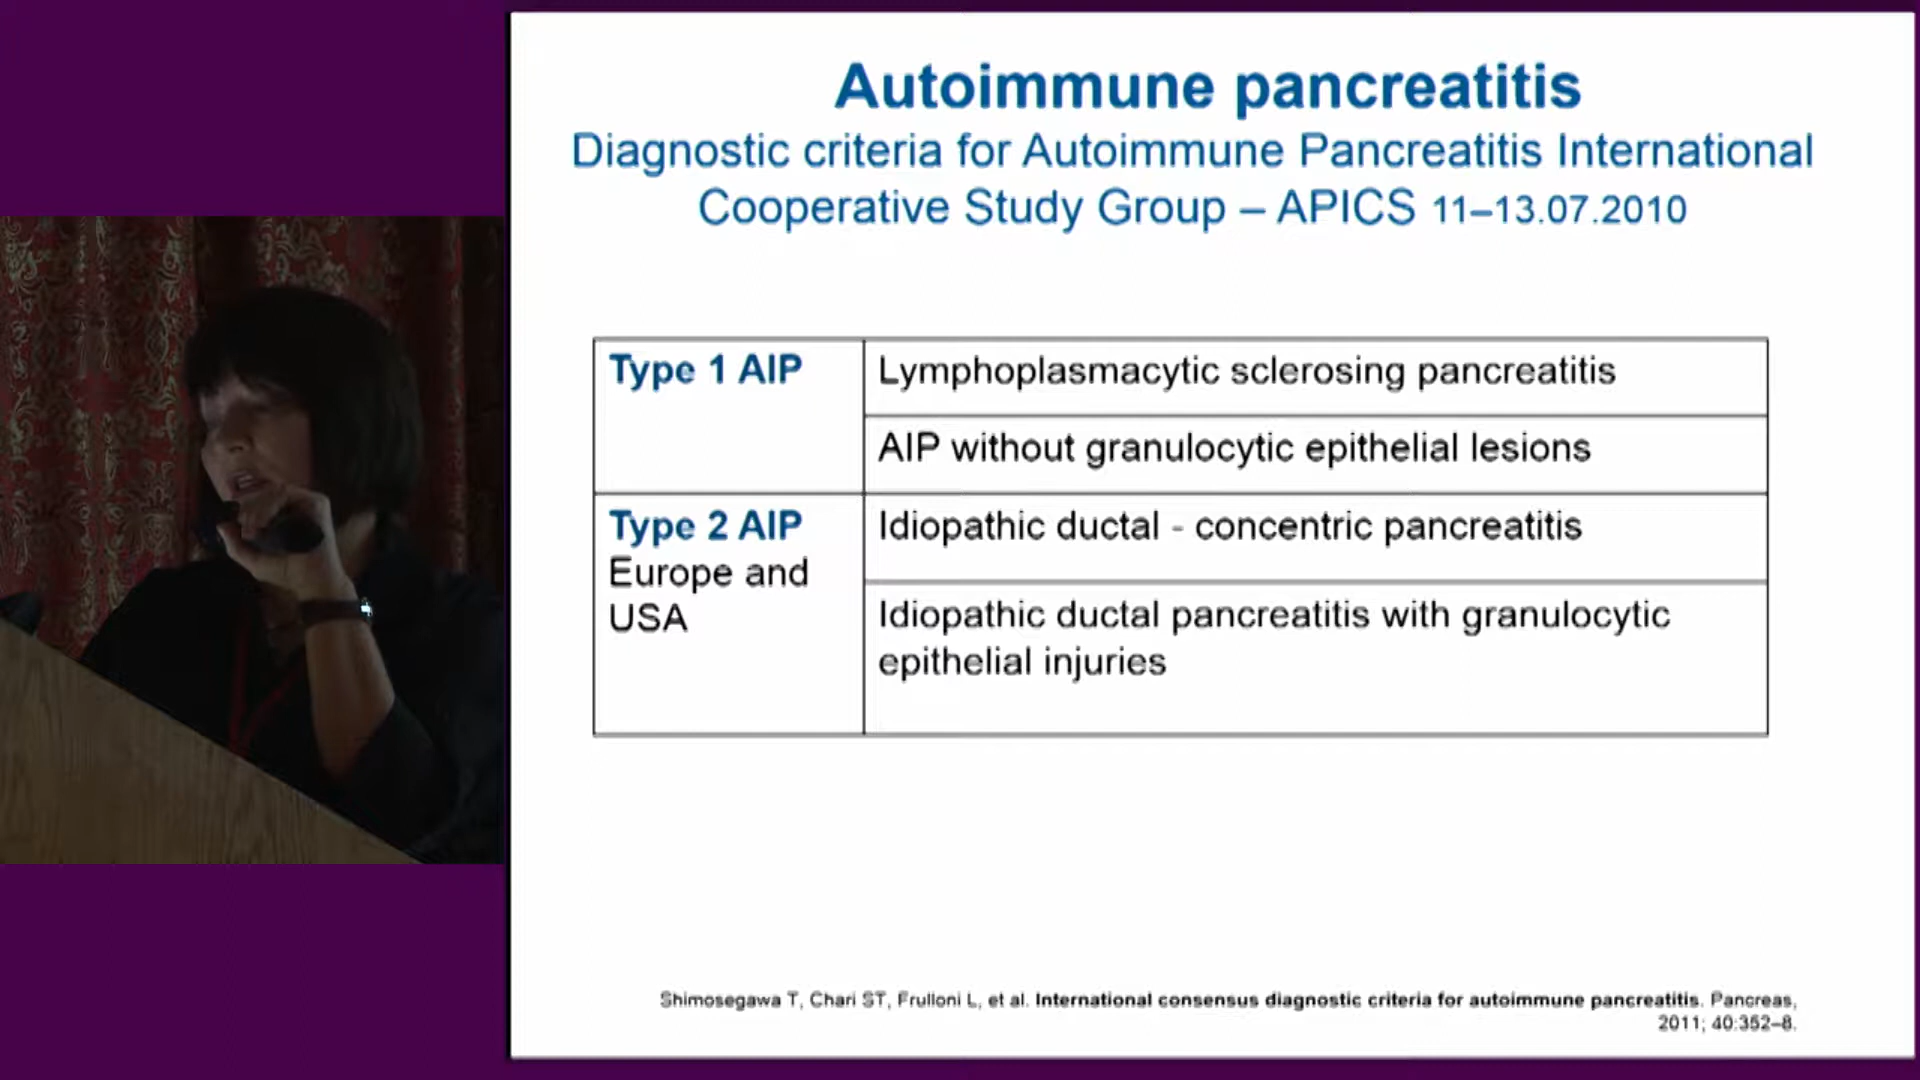 Autoimmune pancreatitis
Diagnostic criteria for Autoimmune Pancreatitis International
Cooperative Study Group – APICS 11–13.07.2010
Type 1 AIP
Lymphoplasmacytic sclerosing pancreatitis
AIP without granulocytic epithelial lesions
Type 2 AIP
Europe and
USA
Idiopathic ductal - concentric pancreatitis
Idiopathic ductal pancreatitis with granulocytic
epithelial injuries
Shimosegawa T, Chari ST, Frulloni L, et al. International consensus diagnostic criteria for autoimmune pancreatitis. Pancreas,
2011; 40:352–8.